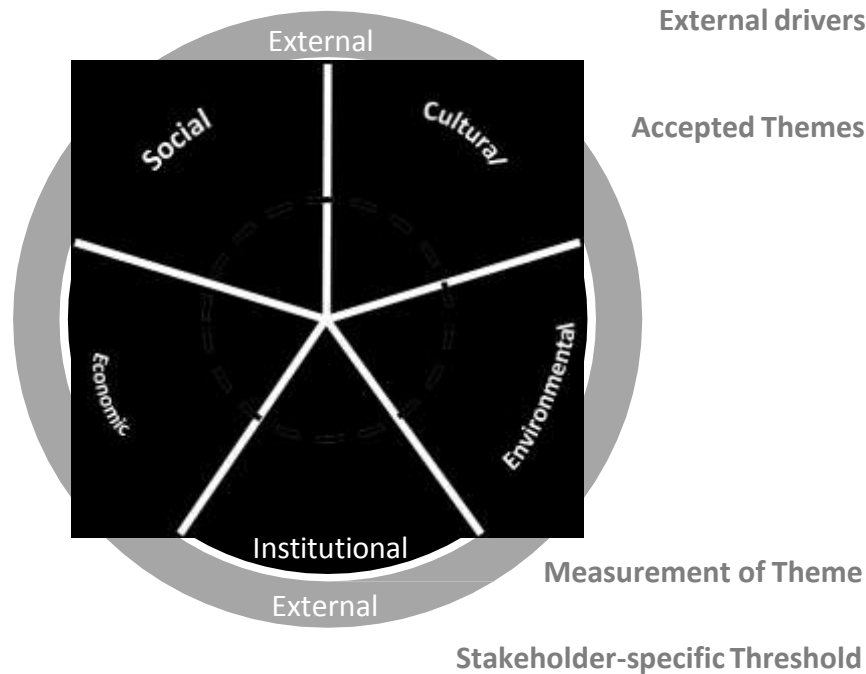 External drivers
External
Accepted Themes
Social
Cultural
Economic
Environmental
Institutional
Measurement of Theme
External
Stakeholder-specific Threshold